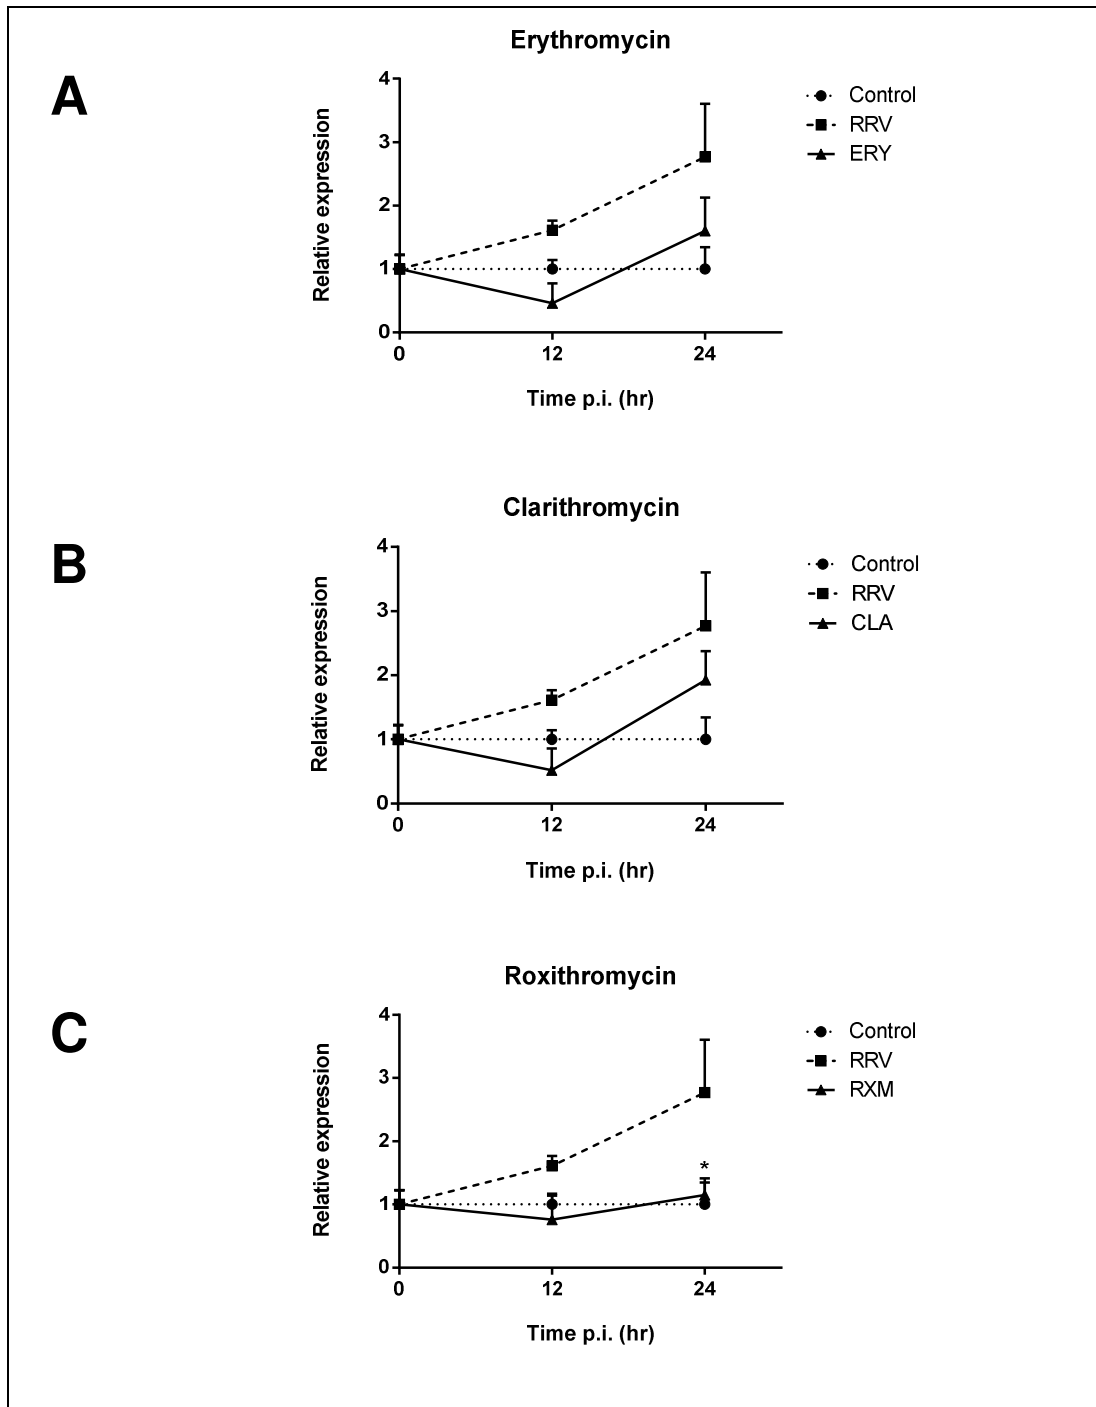 Erythromycin
A
4
3
2
1
0
Relative expression
0 12 24
Time p.i. (hr)
Control
RRV
ERY
Clarithromycin
B
4
3
2
1
0
Relative expression
0 12 24
Time p.i. (hr)
Control
RRV
CLA
Roxithromycin
C
4
3
2
1
0
Relative expression
*
0 12 24
Time p.i. (hr)
Control
RRV
RXM